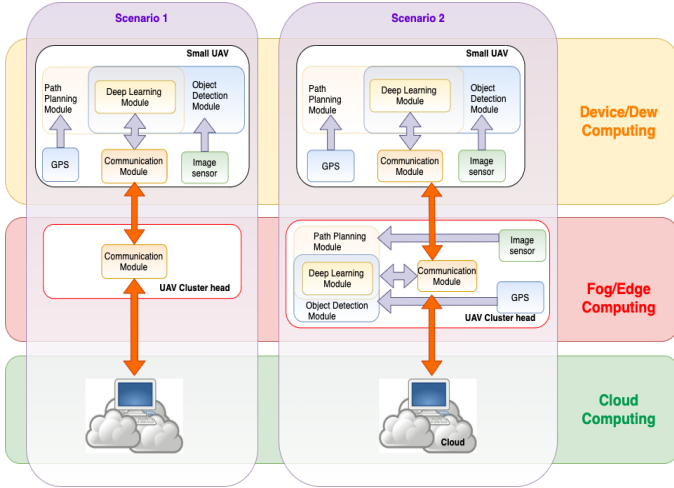 Scenario 1
Scenario 2
Small UAV
Path
Planning
Module
Deep Learning
Module
Object
Detection
Module
GPS
Communication
Module
Image
sensor
Small UAV
Path
Planning
Module
Deep Learning
Module
Object
Detection
Module
GPS
Communication
Module
Image
sensor
Device/Dew
Computing
Communication
Module
UAV Cluster head
Path Planning
Module
Image
sensor
Deep Learning
Module
Communication
Module
Object Detection
Module
GPS
UAV Cluster head
Fog/Edge
Computing
Cloud
Cloud
Computing